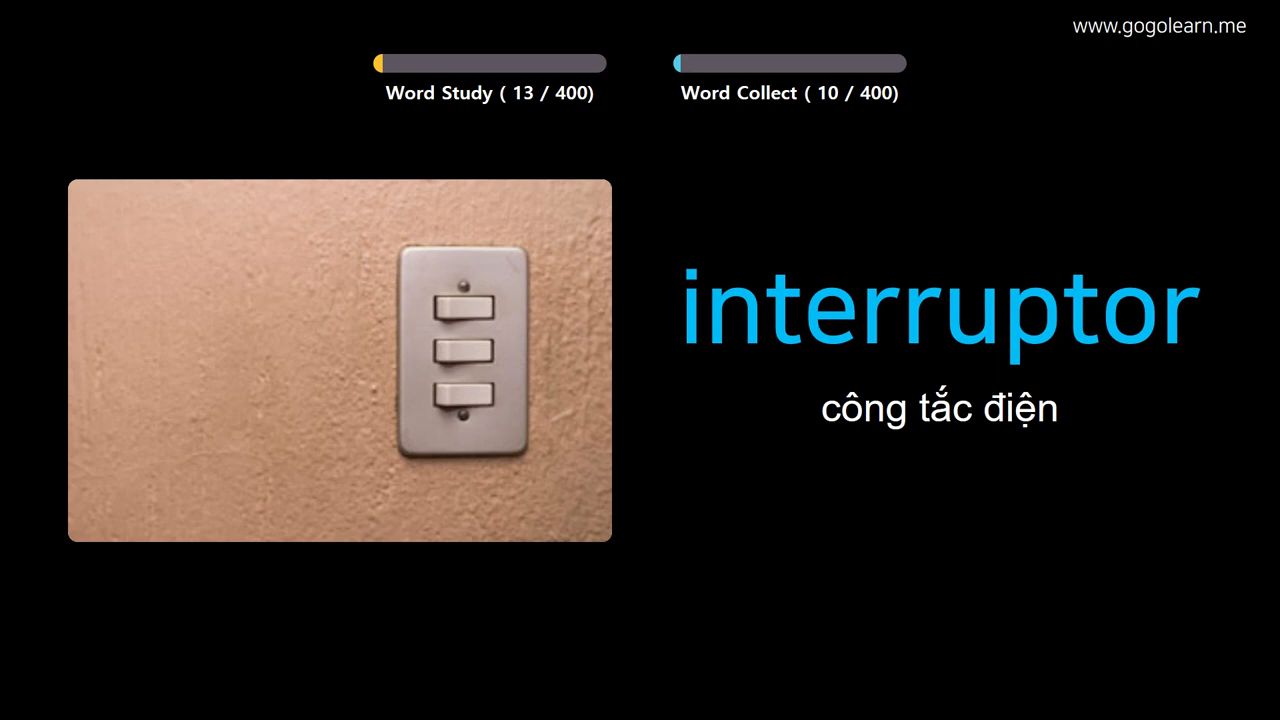 www.gogolearn.me
Word Study ( 13 / 400)
Word Collect ( 10 / 400)
interruptor
công tắc điện